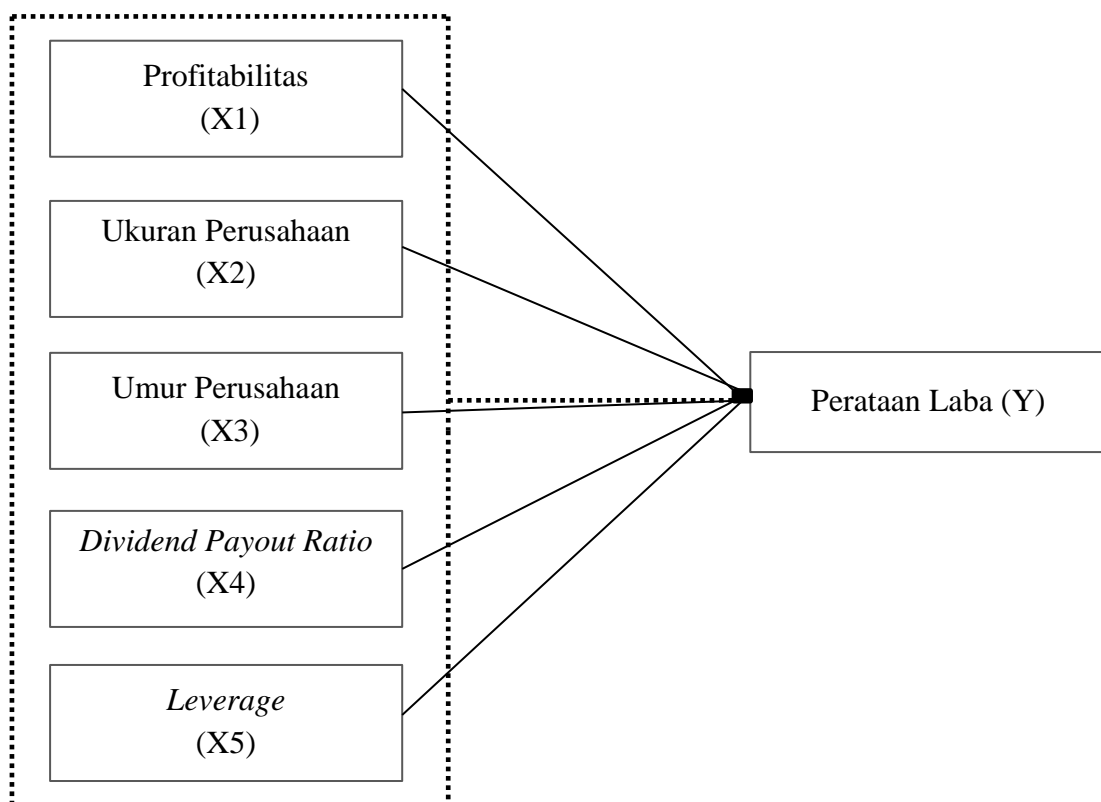 Profitabilitas
(X1)
Ukuran Perusahaan
(X2)
Umur Perusahaan
(X3)
Perataan Laba (Y)
Dividend Payout Ratio
(X4)
Leverage
(X5)